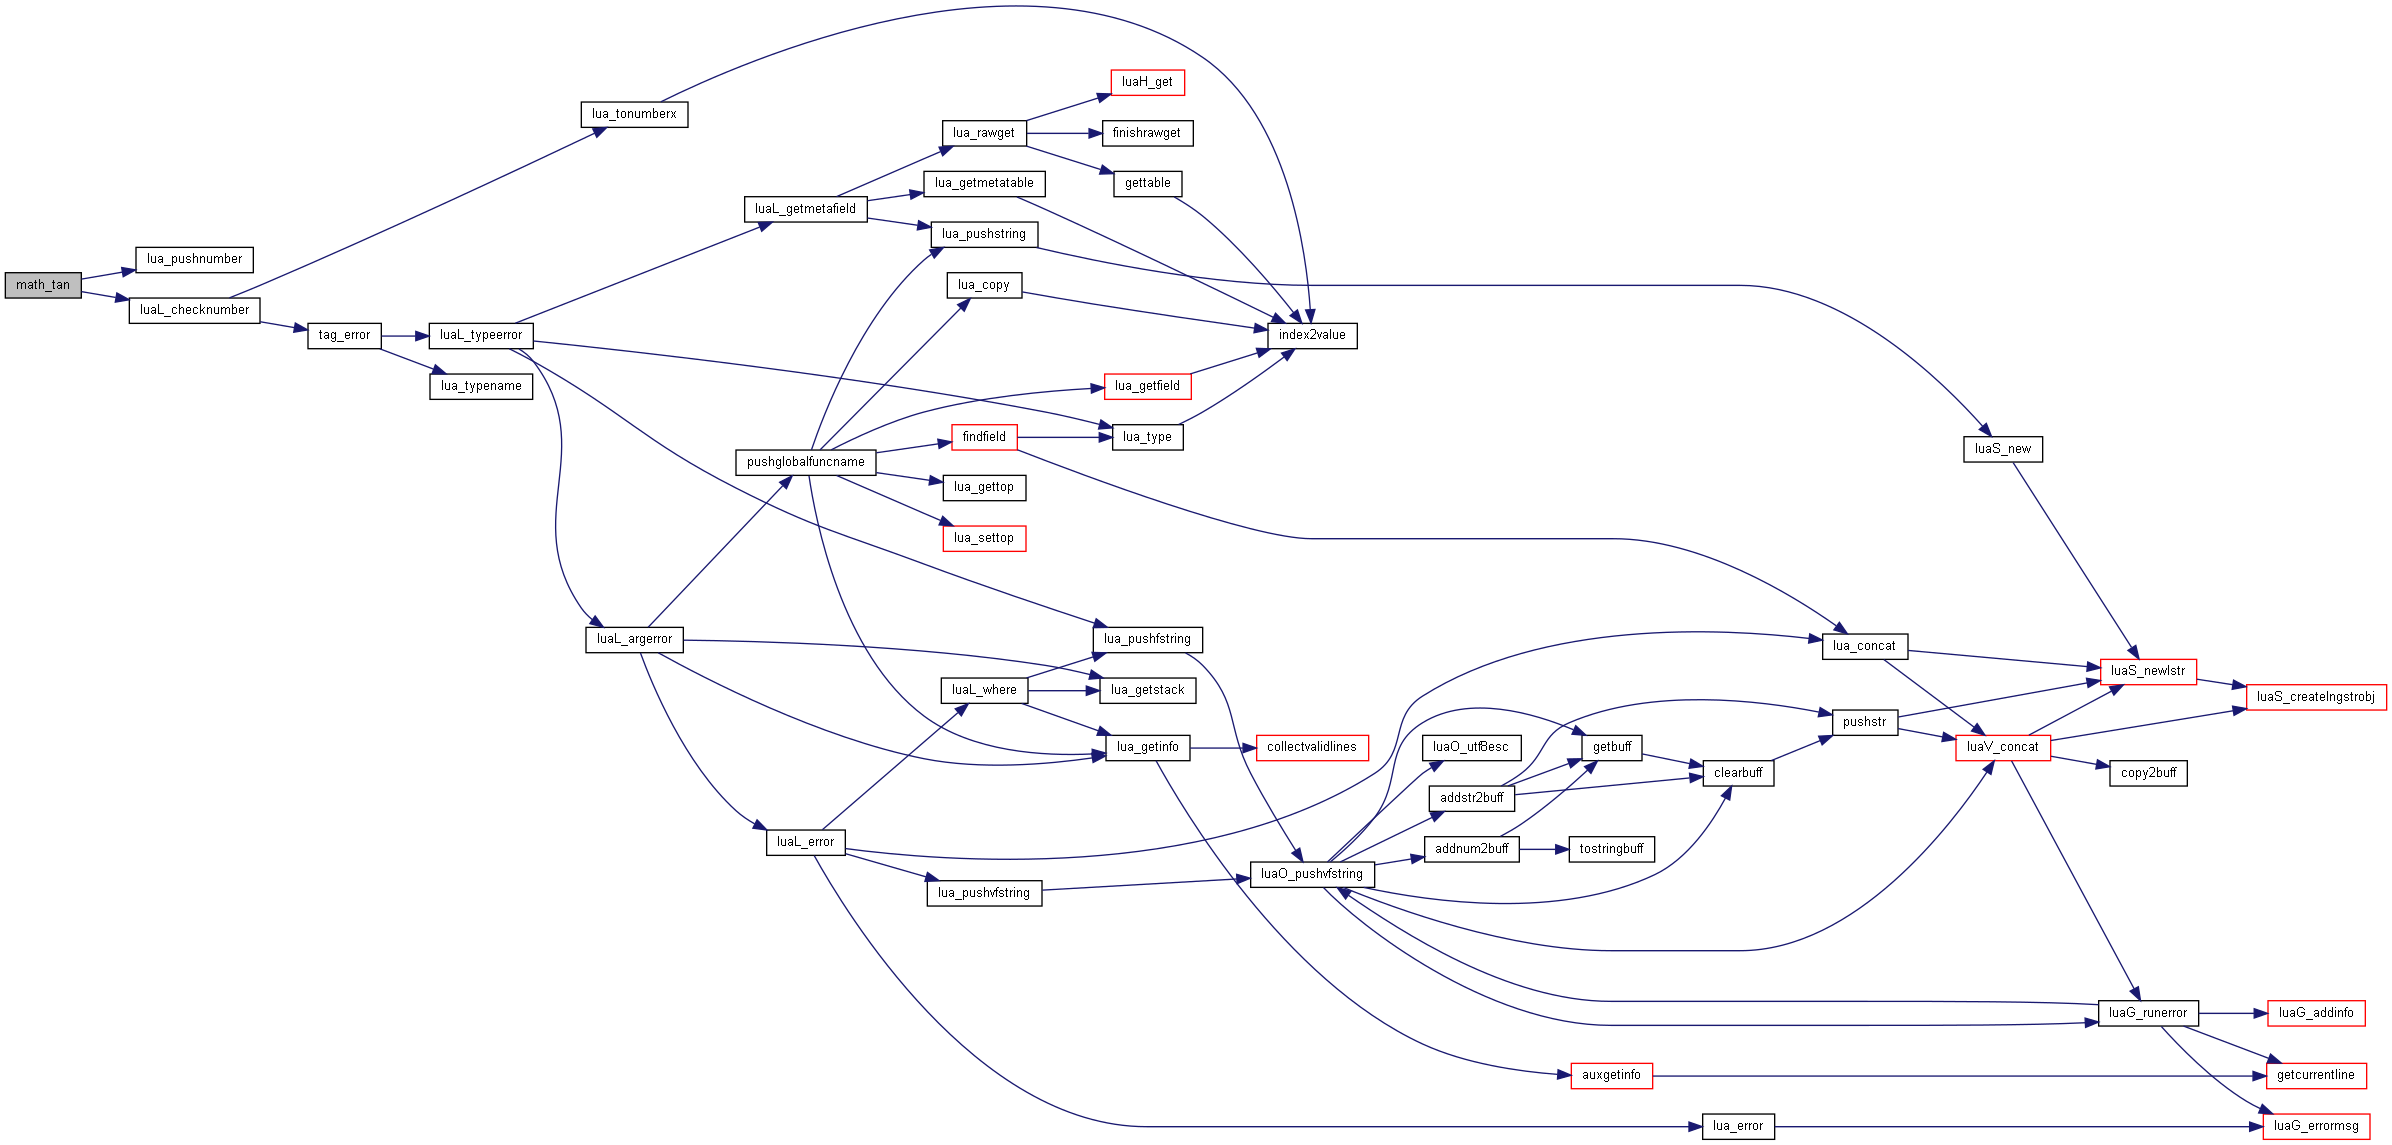 math_tan
lua_pushnumber
luaL_checknumber
lua_tonumberx
tag_error
luaL_typeerror
lua_typename
luaL_getmetafield
pushglobalfuncname
luaL_argerror
luaL_error
lua_rawget
lua_getmetatable
lua_pushstring
lua_copy
findfield
lua_gettop
lua_settop
luaL_where
lua_pushvfstring
luaH_get
finishrawget
gettable
lua_getfield
lua_type
lua_pushfstring
lua_getstack
lua_getinfo
index2value
collectvalidlines
luaO_pushvfstring
luaO_utf8esc
addstr2buff
addnum2buff
getbuff
tostringbuff
auxgetinfo
clearbuff
lua_error
lua_concat
pushstr
luaS_new
luaV_concat
luaS_newlstr
copy2buff
luaG_runerror
luaS_createlngstrobj
luaG_addinfo
getcurrentline
luaG_errormsg